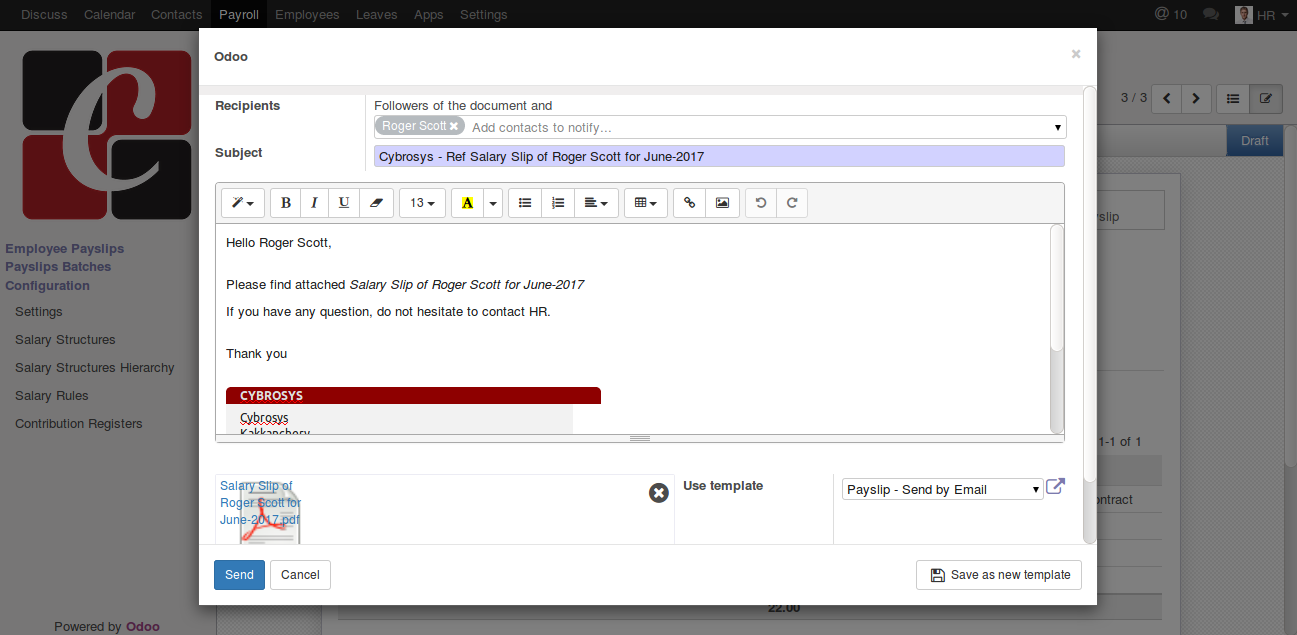 Discuss Calendar Contacts Payroll Employees Leaves Apps Settings @ 10 HR
Odoo ×
C
Employee Payslips
Payslips Batches
Configuration
Settings
Salary Structures
Salary Structures Hierarchy
Salary Rules
Contribution Registers
Powered by Odoo
Recipients
Followers of the document and
Roger Scott × Add contacts to notify...
Subject
Cybrosys - Ref Salary Slip of Roger Scott for June-2017
B I U 13 A
Hello Roger Scott,
Please find attached Salary Slip of Roger Scott for June-2017
If you have any question, do not hesitate to contact HR.
Thank you
CYBROSYS
Cybrosys
Kakkanchery
Salary Slip of
Roger Scott for
June-2017.pdf
Use template
Payslip - Send by Email
Send Cancel Save as new template
3 / 3
Draft
yslip
1-1 of 1
ontract
22.00